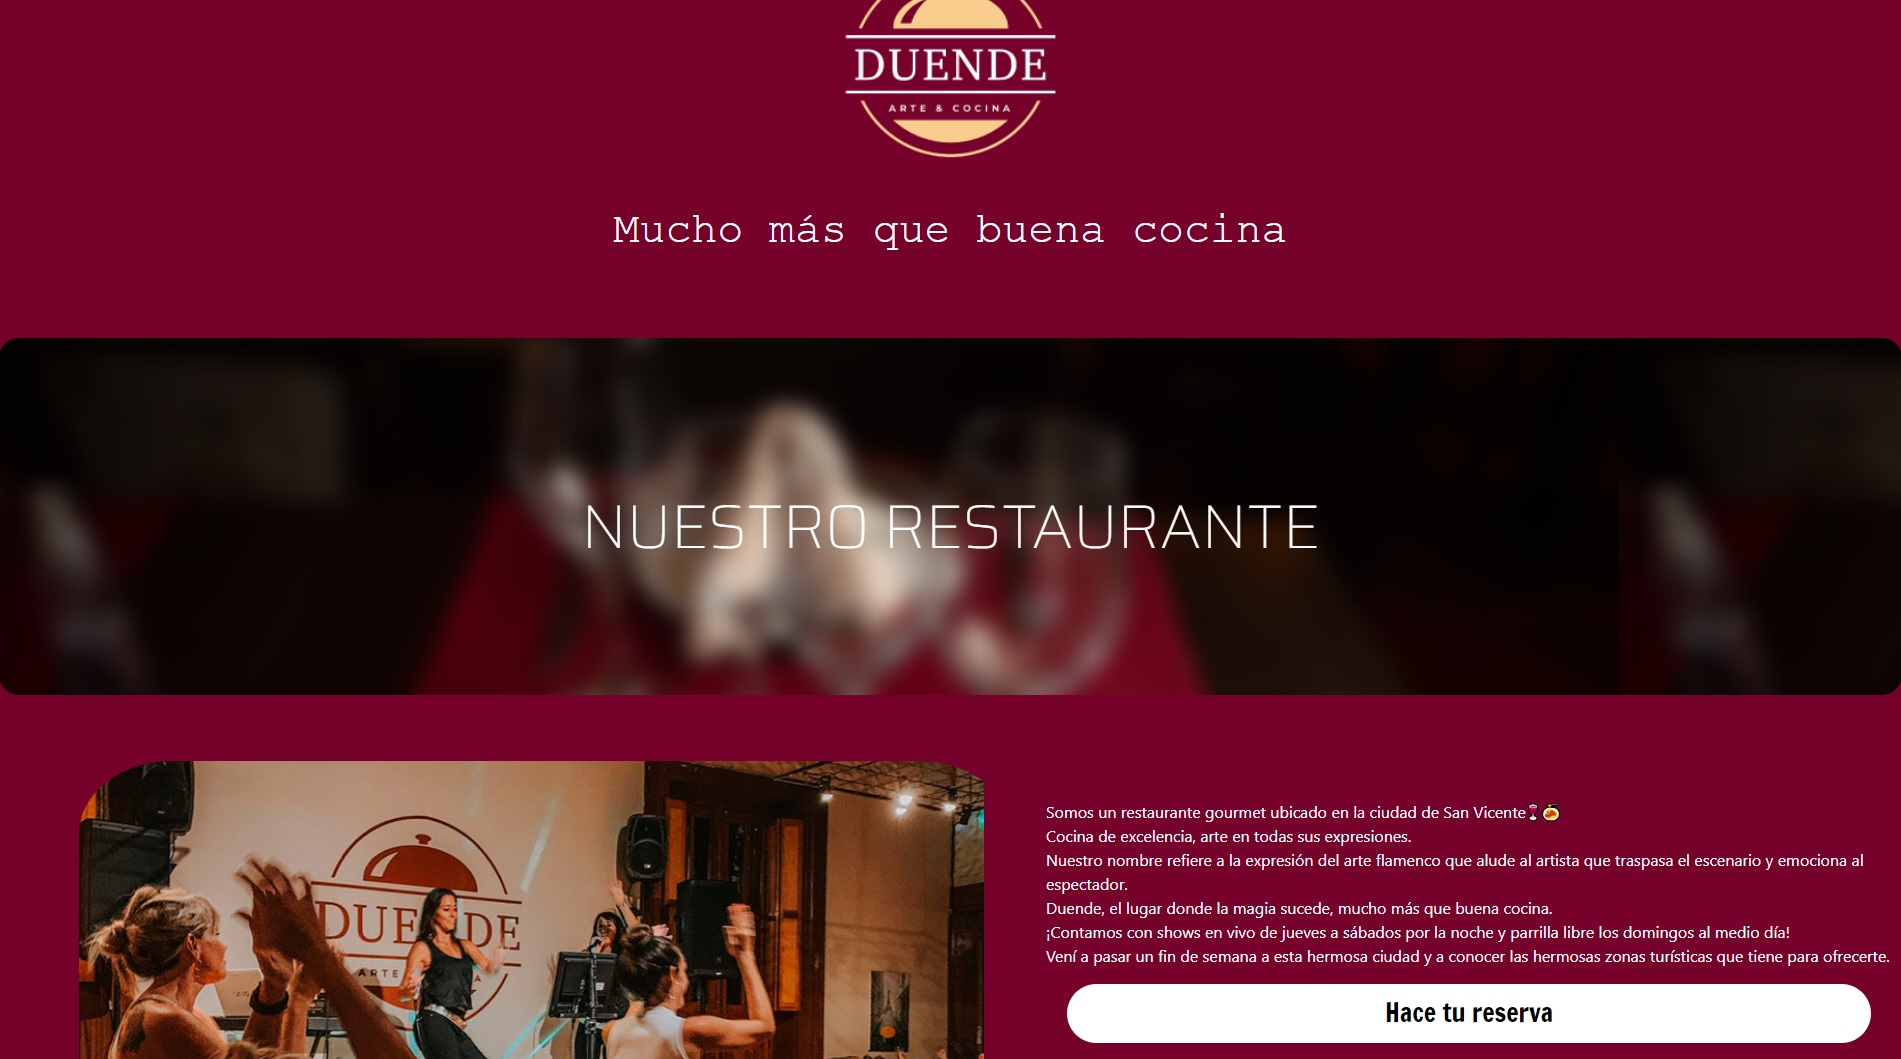 DUENDE
ARTE & COCINA
Mucho más que buena cocina
NUESTRO RESTAURANTE
DUENDE
ARTE
A
Somos un restaurante gourmet ubicado en la ciudad de San Vicente🍷🥘
Cocina de excelencia, arte en todas sus expresiones.
Nuestro nombre refiere a la expresión del arte flamenco que alude al artista que traspasa el escenario y emociona al
espectador.
Duende, el lugar donde la magia sucede, mucho más que buena cocina.
¡Contamos con shows en vivo de jueves a sábados por la noche y parrilla libre los domingos al medio día!
Vení a pasar un fin de semana a esta hermosa ciudad y a conocer las hermosas zonas turísticas que tiene para ofrecerte.
Hace tu reserva